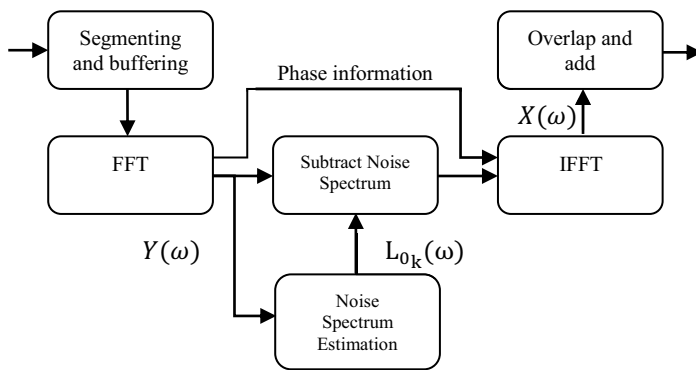 Segmenting
and buffering
Overlap and
add
Phase information
X(ω)
FFT
Subtract Noise
Spectrum
IFFT
Y(ω)
L₀ₖ(ω)
Noise
Spectrum
Estimation